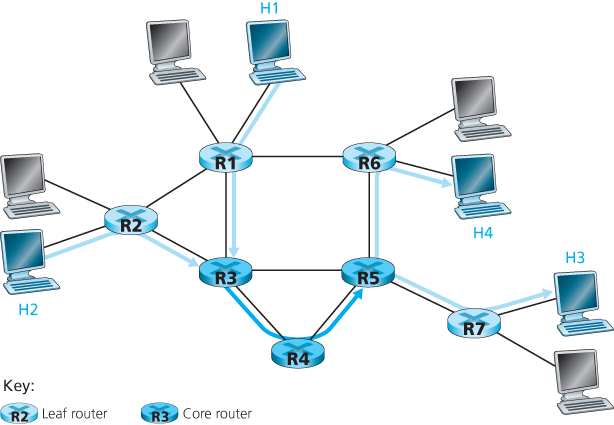 H1
R1
R6
R2
H4
H2
R3
R5
H3
R7
R4
Key:
R2 Leaf router
R3 Core router